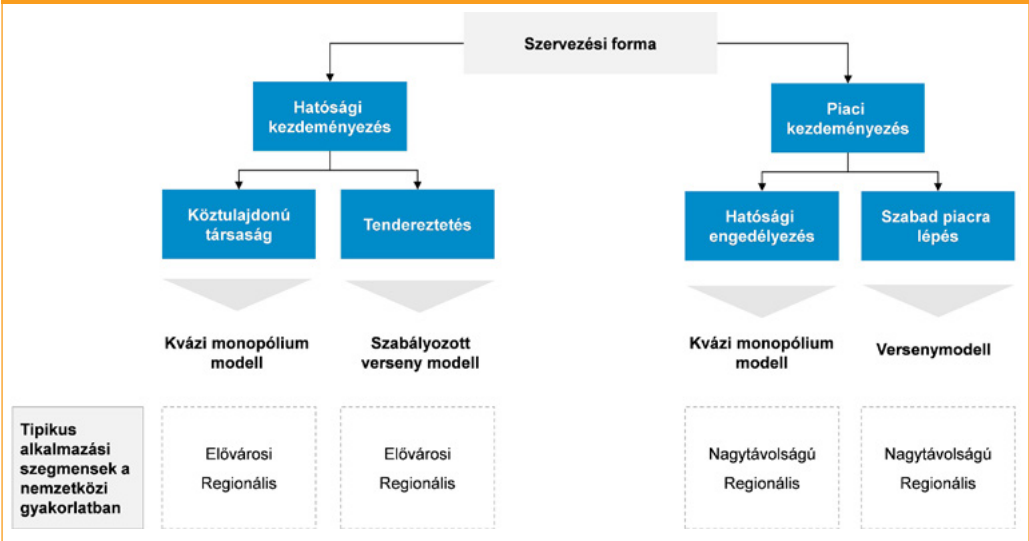 Szervezési forma
Hatósági
kezdeményezés
Piaci
kezdeményezés
Köztulajdonú
társaság
Tendereztetés
Hatósági
engedélyezés
Szabad piacra
lépés
Kvázi monopólium
modell
Szabályozott
verseny modell
Kvázi monopólium
modell
Versenymodell
Tipikus
alkalmazási
szegmensek a
nemzetközi
gyakorlatban
Elővárosi
Regionális
Elővárosi
Regionális
Nagytávolságú
Regionális
Nagytávolságú
Regionális